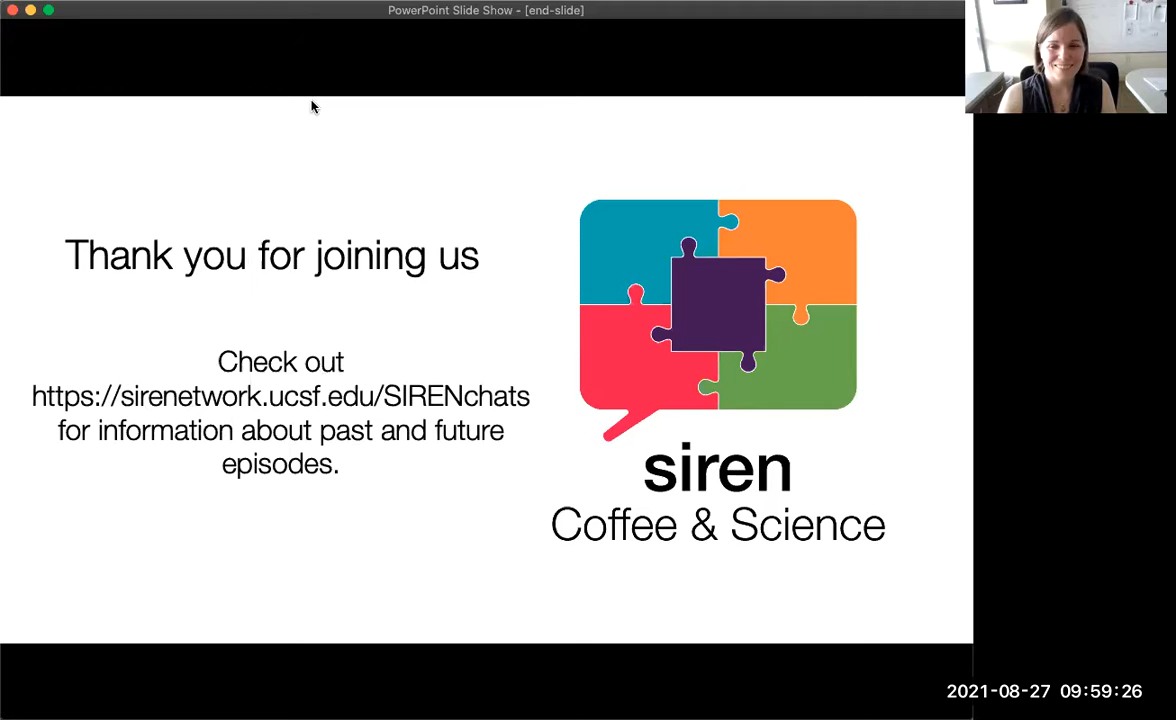 PowerPoint Slide Show - [end-slide]
Thank you for joining us
Check out
https://sirenetwork.ucsf.edu/SIRENchats
for information about past and future
episodes.
siren
Coffee & Science
2021-08-27 09:59:26